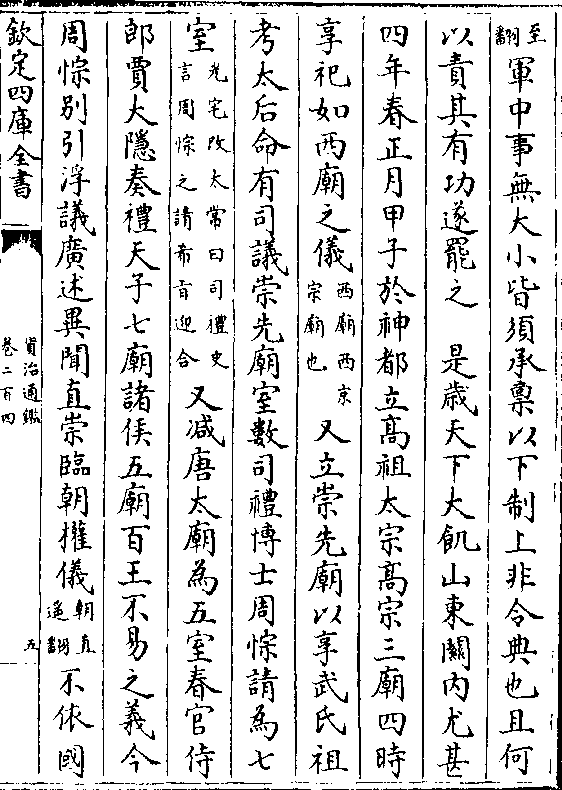 至翻軍中事無大小皆須承禀以下制上非令典也且何
以責其有功遂罷之　是歲天下大飢山東關内尤甚
四年春正月甲子於神都立髙祖太宗髙宗三廟四時
享祀如西廟之儀西廟西京宗廟也又立崇先廟以享武氏祖
考太后命有司議崇先廟室數司禮博士周悰請為七
室光宅改太常曰司禮史言周悰之請希旨迎合又減唐太廟為五室春官侍
郎賈大隱奏禮天子七廟諸侯五廟百王不易之義今
周悰别引浮議廣述異聞直崇臨朝權儀朝直遥翻不依國
欽定四庫全書
資治通鑑
卷二百四
五